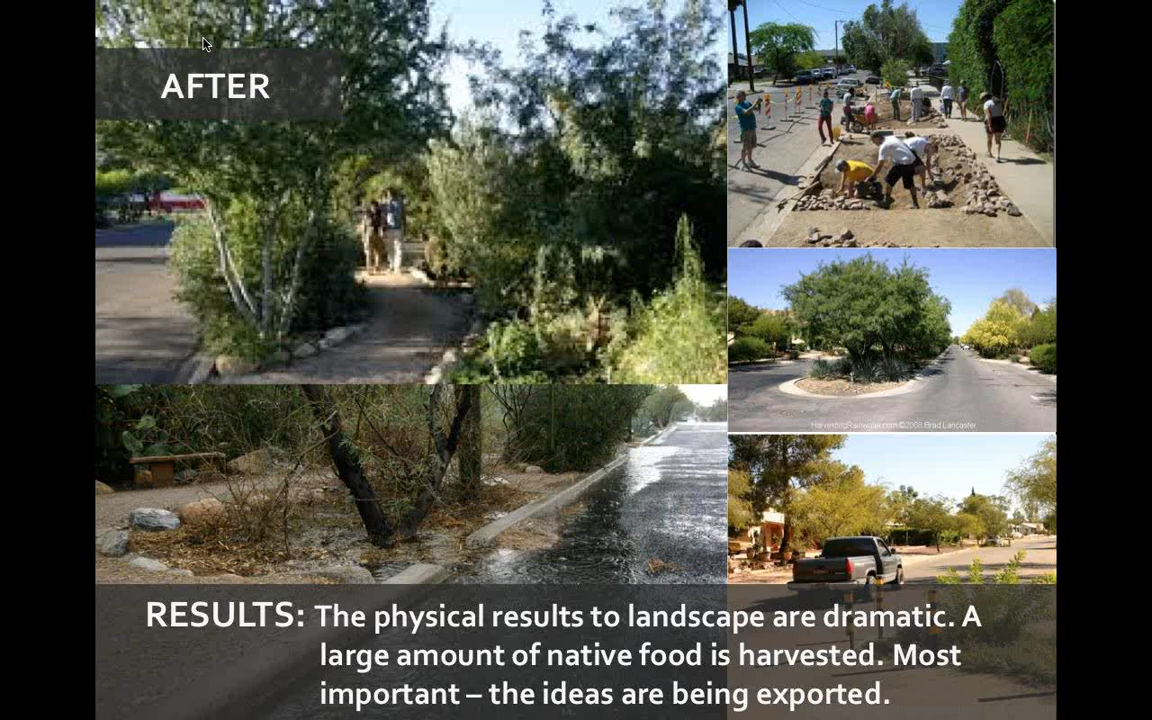 AFTER
HarvestingRainwater.com ©2008 Brad Lancaster
RESULTS: The physical results to landscape are dramatic. A
large amount of native food is harvested. Most
important – the ideas are being exported.